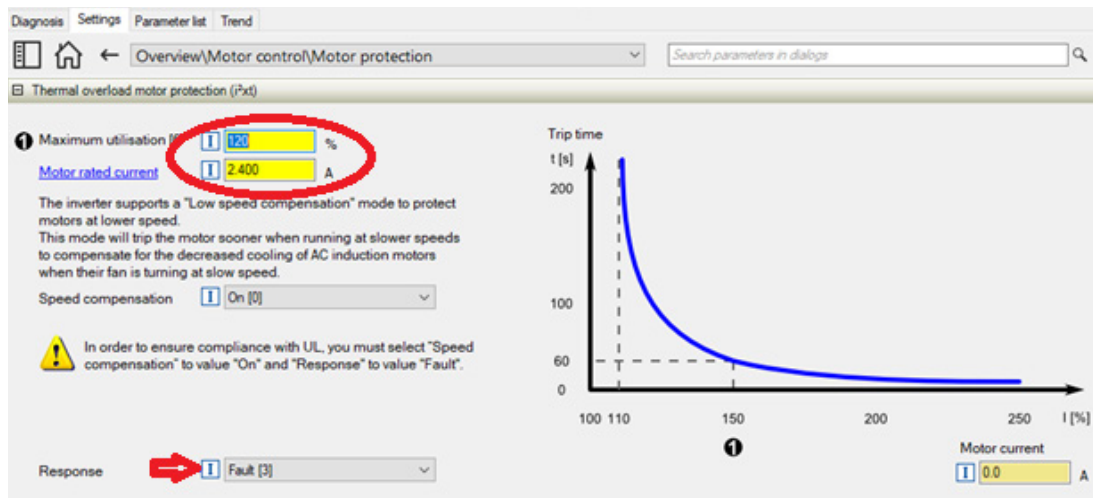 Diagnosis Settings Parameter list Trend
Overview\Motor control\Motor protection
Search parameters in dialogs
Thermal overload motor protection (i²xt)
1 Maximum utilisation [ 120 %
Motor rated current 2.400 A
The inverter supports a "Low speed compensation" mode to protect
motors at lower speed.
This mode will trip the motor sooner when running at slower speeds
to compensate for the decreased cooling of AC induction motors
when their fan is turning at slow speed.
Speed compensation On [0]
In order to ensure compliance with UL, you must select "Speed
compensation" to value "On" and "Response" to value "Fault".
Response Fault [3]
Trip time
t [s]
200
100
60
0
100 110 150 200 250 I [%]
1
Motor current
0.0 A